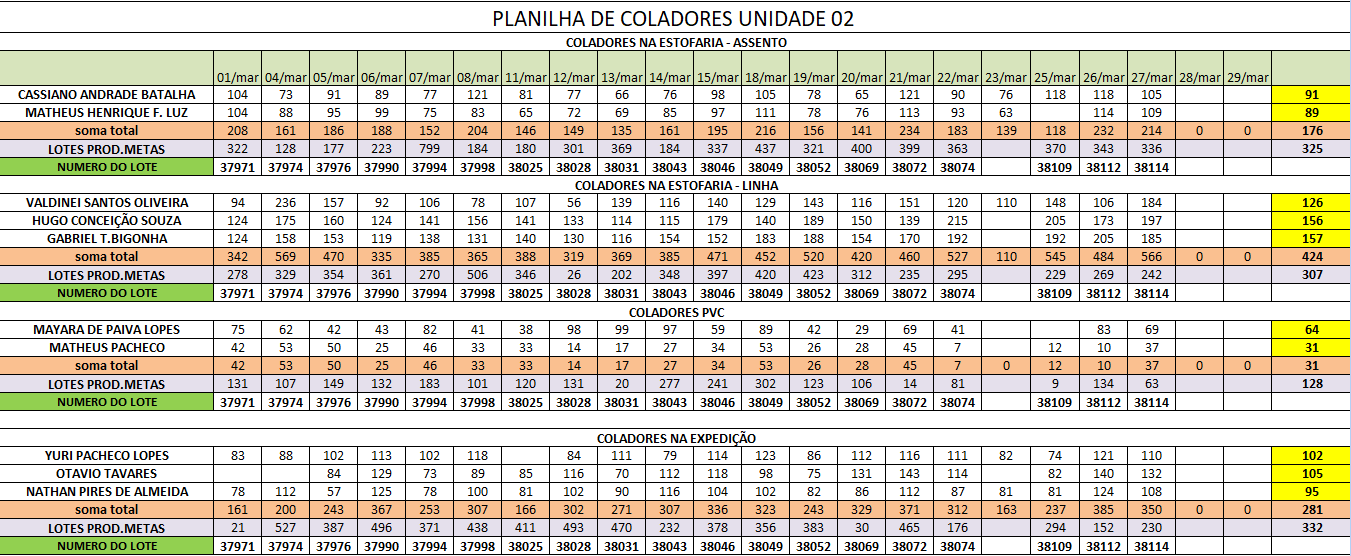 PLANILHA DE COLADORES UNIDADE 02
COLADORES NA ESTOFARIA - ASSENTO
01/mar 04/mar 05/mar 06/mar 07/mar 08/mar 11/mar 12/mar 13/mar 14/mar 15/mar 18/mar 19/mar 20/mar 21/mar 22/mar 23/mar 25/mar 26/mar 27/mar 28/mar 29/mar
CASSIANO ANDRADE BATALHA 104 73 91 89 77 121 81 77 66 76 98 105 78 65 121 90 76 118 118 105 91
MATHEUS HENRIQUE F. LUZ 104 88 95 99 75 83 65 72 69 85 97 111 78 76 113 93 63 114 109 89
soma total 208 161 186 188 152 204 146 149 135 161 195 216 156 141 234 183 139 118 232 214 0 0 176
LOTES PROD.METAS 322 128 177 223 799 184 180 301 369 184 337 437 321 400 399 363 370 343 336 325
NUMERO DO LOTE 37971 37974 37976 37990 37994 37998 38025 38028 38031 38043 38046 38049 38052 38069 38072 38074 38109 38112 38114
COLADORES NA ESTOFARIA - LINHA
VALDINEI SANTOS OLIVEIRA 94 236 157 92 106 78 107 56 139 116 140 129 143 116 151 120 110 148 106 184 126
HUGO CONCEIÇÃO SOUZA 124 175 160 124 141 156 141 133 114 114 179 140 189 150 139 215 205 173 197 156
GABRIEL T.BIGONHA 124 158 153 119 138 131 140 130 116 154 152 183 188 154 170 192 192 205 185 157
soma total 342 569 470 335 385 365 388 319 369 385 471 452 520 420 460 527 110 545 484 566 0 0 424
LOTES PROD.METAS 278 329 354 361 270 506 346 26 202 348 397 420 423 312 235 295 229 269 242 307
NUMERO DO LOTE 37971 37974 37976 37990 37994 37998 38025 38028 38031 38043 38046 38049 38052 38069 38072 38074 38109 38112 38114
COLADORES PVC
MAYARA DE PAIVA LOPES 75 62 42 43 82 41 38 98 99 97 59 89 42 29 69 41 83 69 64
MATHEUS PACHECO 42 53 50 25 46 33 33 14 17 27 34 53 26 28 45 7 12 10 37 31
soma total 42 53 50 25 46 33 33 14 17 27 34 53 26 28 45 7 0 12 10 37 0 0 31
LOTES PROD.METAS 131 107 149 132 183 101 120 131 20 277 241 302 123 106 14 81 9 134 63 128
NUMERO DO LOTE 37971 37974 37976 37990 37994 37998 38025 38028 38031 38043 38046 38049 38052 38069 38072 38074 38109 38112 38114
COLADORES NA EXPEDIÇÃO
YURI PACHECO LOPES 83 88 102 113 102 118 84 111 79 114 123 86 112 116 111 82 74 121 110 102
OTAVIO TAVARES 84 129 73 89 85 116 70 112 118 98 75 131 143 114 82 140 132 105
NATHAN PIRES DE ALMEIDA 78 112 57 125 78 100 81 102 90 116 104 102 82 86 112 87 81 81 124 108 95
soma total 161 200 243 367 253 307 166 302 271 307 336 323 243 329 371 312 163 237 385 350 0 0 281
LOTES PROD.METAS 21 527 387 496 371 438 411 493 470 232 378 356 383 30 465 176 294 152 230 332
NUMERO DO LOTE 37971 37974 37976 37990 37994 37998 38025 38028 38031 38043 38046 38049 38052 38069 38072 38074 38109 38112 38114